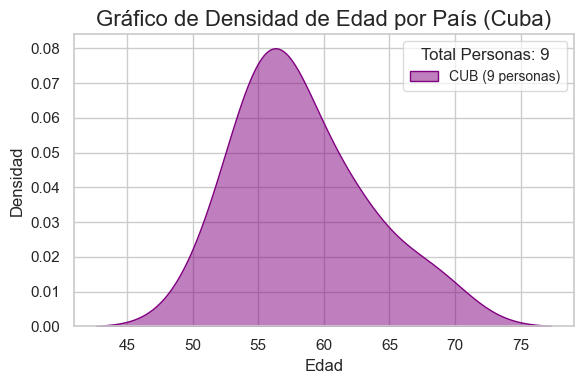 Gráfico de Densidad de Edad por País (Cuba)
Total Personas: 9
CUB (9 personas)
Densidad
0.08
0.07
0.06
0.05
0.04
0.03
0.02
0.01
0.00
45 50 55 60 65 70 75
Edad